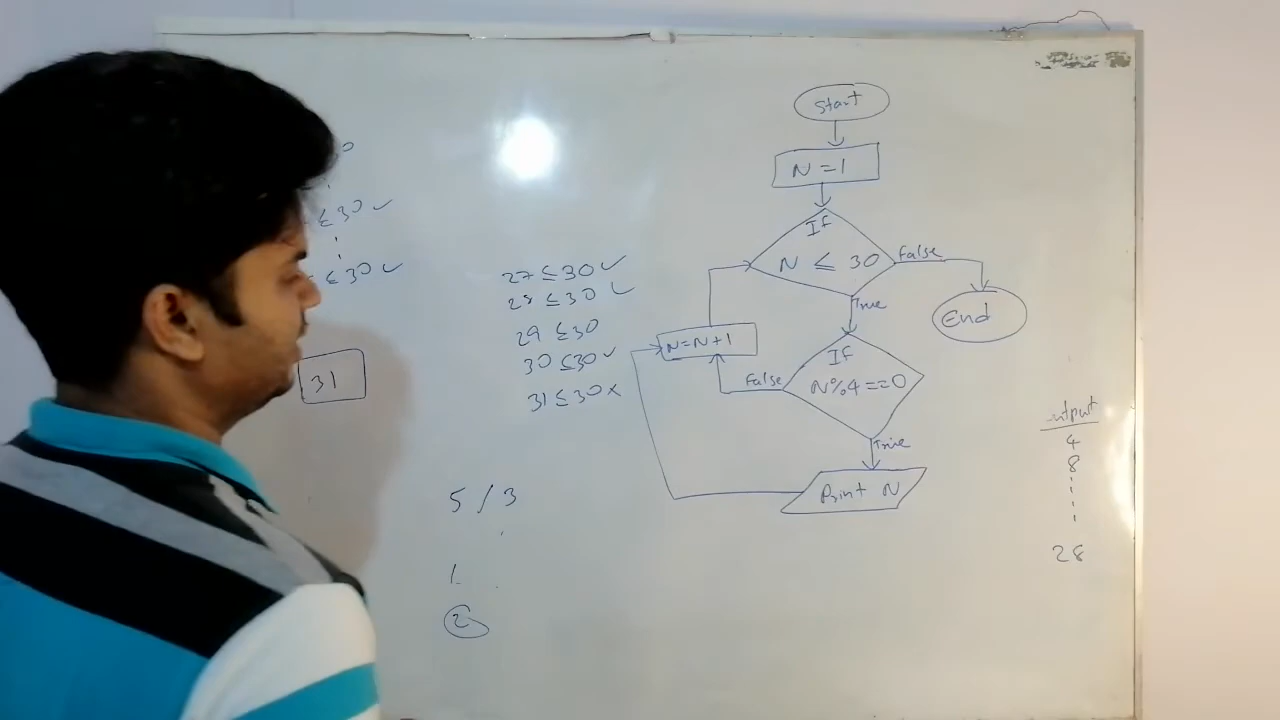 Start
N = 1
If
N ≤ 30
False
True
End
N=N+1
If
N%4==0
False
True
Print N
≤ 30 ✓
≤ 30 ✓
31
27 ≤ 30 ✓
28 ≤ 30 ✓
29 ≤ 30
30 ≤ 30 ✓
31 ≤ 30 ×
5 / 3
1
2
4
8
28